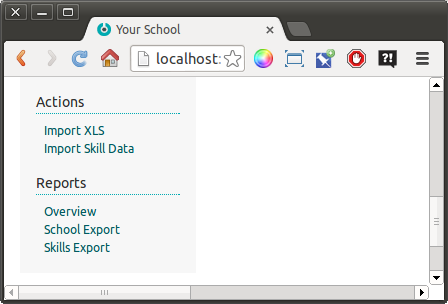 Your School
localhost:
Actions
Import XLS
Import Skill Data
Reports
Overview
School Export
Skills Export